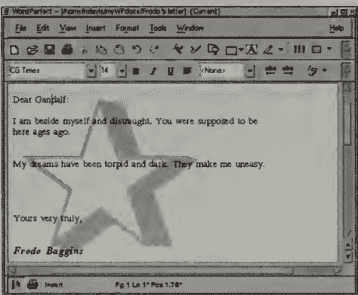 WordPerfect - [/home/ndavis/myWPdocs/Frodo's letter] (Current)
File Edit View Insert Format Tools Window Help
CG Times 14 B I U <None> abc abc
Dear Gandalf:
I am beside myself and distraught. You were supposed to be
here ages ago.
My dreams have been torpid and dark. They make me uneasy.
Yours very truly,
Frodo Baggins
Insert Pg 1 Ln 1" Pos 1.76"